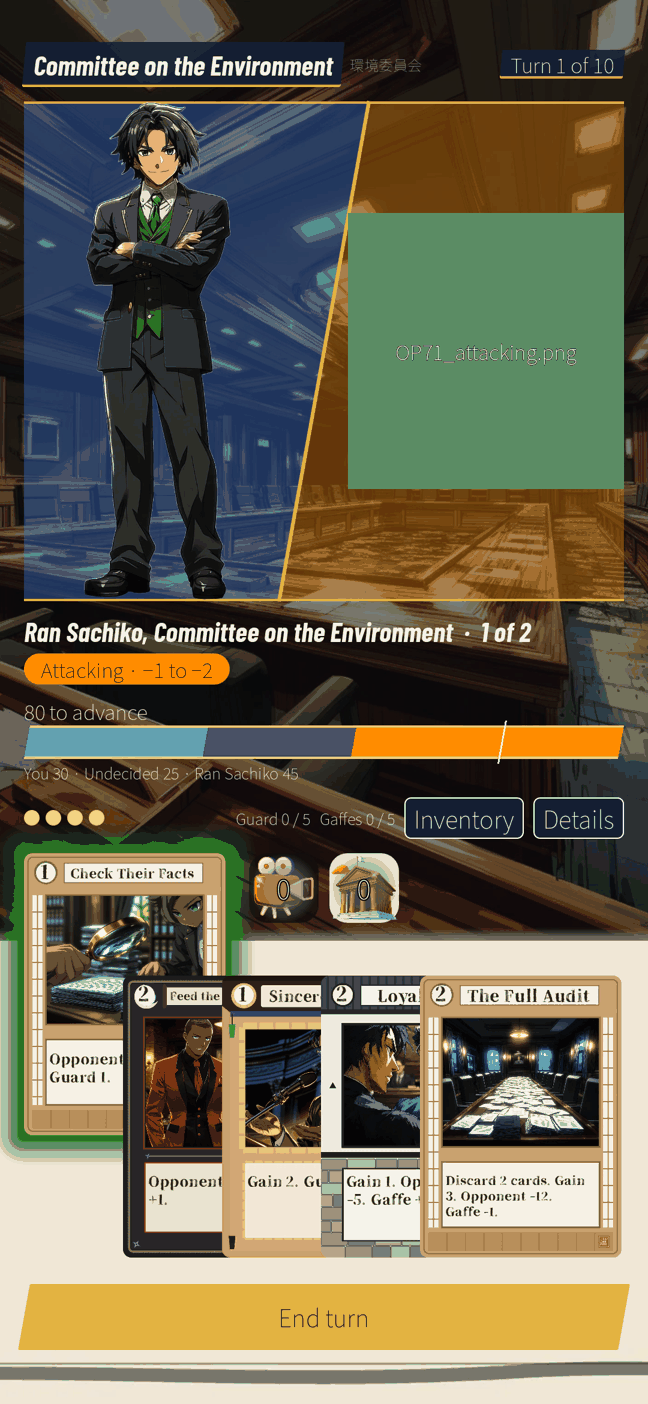 Committee on the Environment
環境委員会
Turn 1 of 10
OP71_attacking.png
Ran Sachiko, Committee on the Environment · 1 of 2
Attacking · −1 to −2
80 to advance
You 30 · Undecided 25 · Ran Sachiko 45
Guard 0 / 5 Gaffes 0 / 5
Inventory
Details
1 Check Their Facts
0
0
Opponent
Guard 1.
2 Feed the
Opponent
+1.
1 Sincer
Gain 2. Gu
2 Loya
Gain 1. Op
-5. Gaffe +
2 The Full Audit
Discard 2 cards. Gain
3. Opponent -12.
Gaffe -1.
End turn